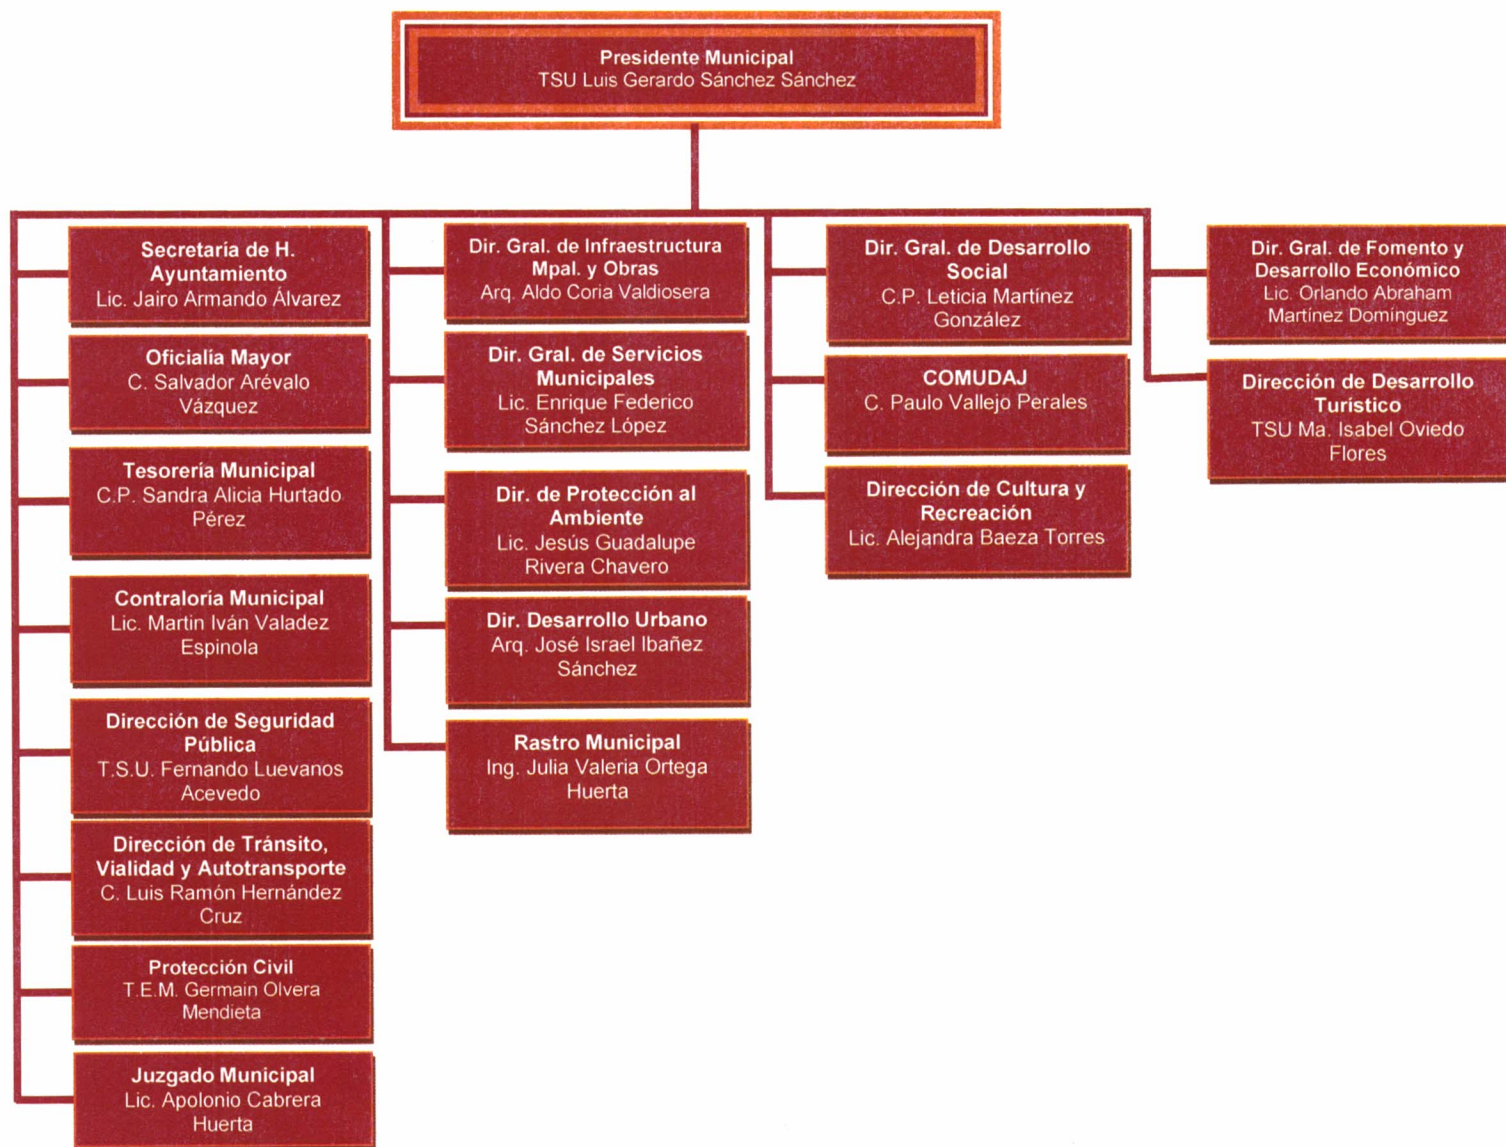 Presidente Municipal
TSU Luis Gerardo Sánchez Sánchez
Secretaría de H.
Ayuntamiento
Lic. Jairo Armando Álvarez
Oficialía Mayor
C. Salvador Arévalo
Vázquez
Tesorería Municipal
C.P. Sandra Alicia Hurtado
Pérez
Contraloría Municipal
Lic. Martin Iván Valadez
Espinola
Dirección de Seguridad
Pública
T.S.U. Fernando Luevanos
Acevedo
Dirección de Tránsito,
Vialidad y Autotransporte
C. Luis Ramón Hernández
Cruz
Protección Civil
T.E.M. Germain Olvera
Mendieta
Juzgado Municipal
Lic. Apolonio Cabrera
Huerta
Dir. Gral. de Infraestructura
Mpal. y Obras
Arq. Aldo Coria Valdiosera
Dir. Gral. de Servicios
Municipales
Lic. Enrique Federico
Sánchez López
Dir. de Protección al
Ambiente
Lic. Jesús Guadalupe
Rivera Chavero
Dir. Desarrollo Urbano
Arq. José Israel Ibañez
Sánchez
Rastro Municipal
Ing. Julia Valeria Ortega
Huerta
Dir. Gral. de Desarrollo
Social
C.P. Leticia Martínez
González
COMUDAJ
C. Paulo Vallejo Perales
Dirección de Cultura y
Recreación
Lic. Alejandra Baeza Torres
Dir. Gral. de Fomento y
Desarrollo Económico
Lic. Orlando Abraham
Martínez Domínguez
Dirección de Desarrollo
Turístico
TSU Ma. Isabel Oviedo
Flores